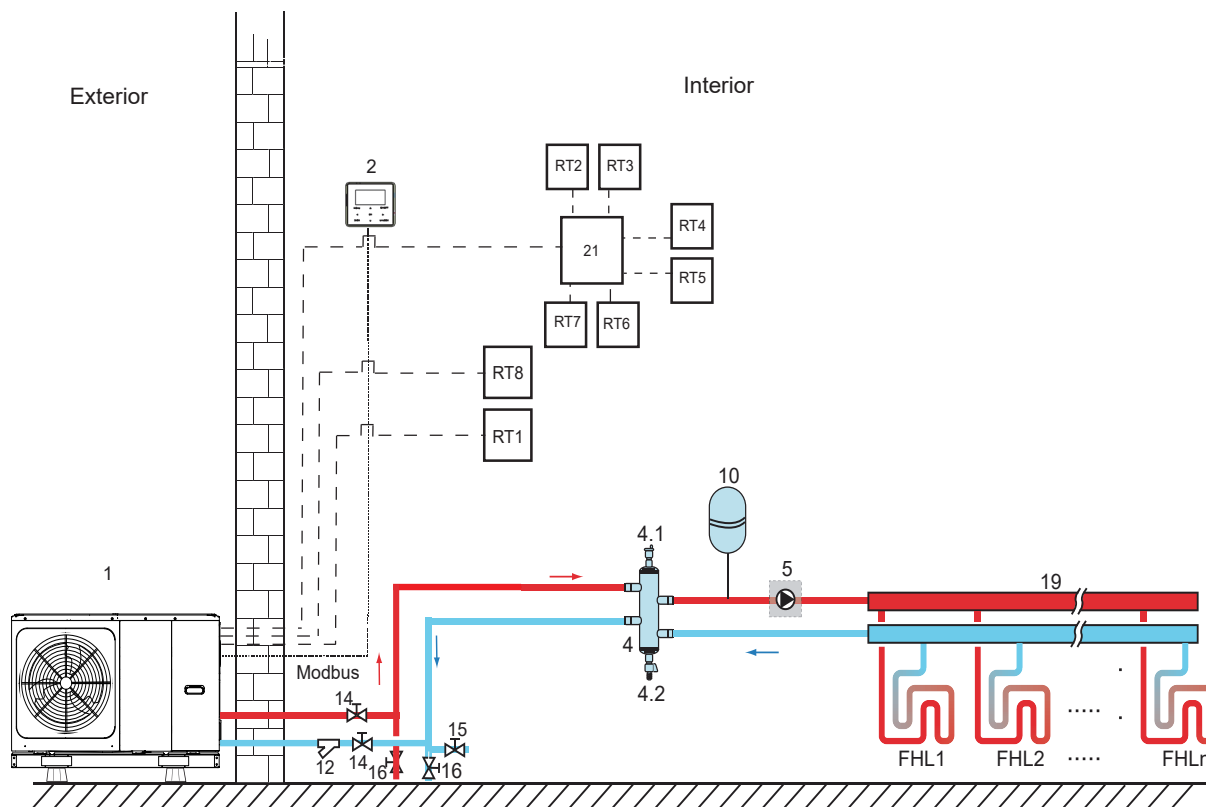 Exterior
Interior
2
RT2
RT3
RT4
21
RT5
RT7
RT6
RT8
RT1
10
4.1
1
5
19
4
Modbus
4.2
14
15
12
14
16
16
FHL1
FHL2
.....
FHLn